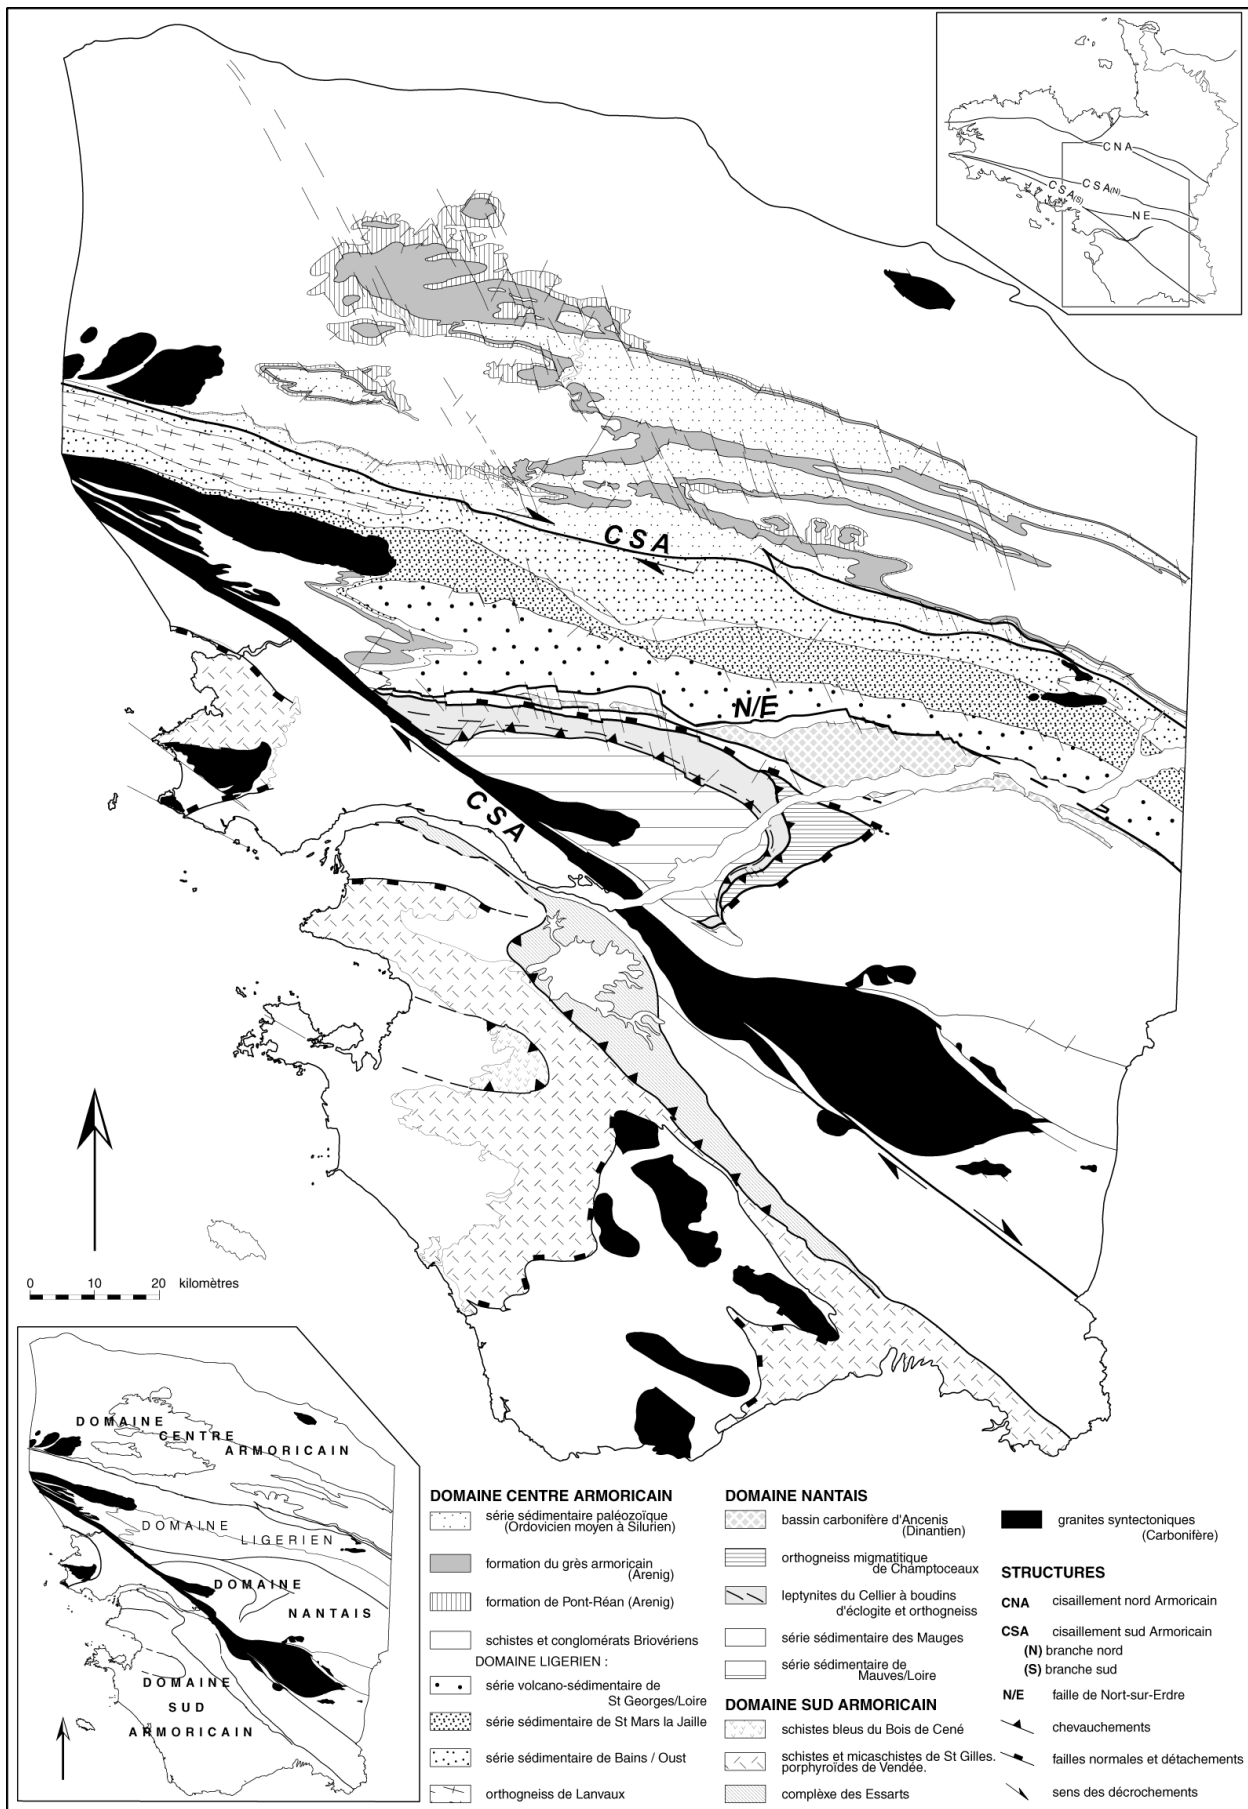 CNA
CSA(N)
CSA(S)
NE
CSA
N/E
CSA
0 10 20 kilomètres
DOMAINE
CENTRE
ARMORICAIN
DOMAINE
LIGERIEN
DOMAINE
NANTAIS
DOMAINE
SUD
ARMORICAIN
DOMAINE CENTRE ARMORICAIN
série sédimentaire paléozoïque
(Ordovicien moyen à Silurien)
formation du grès armoricain
(Arenig)
formation de Pont-Réan (Arenig)
schistes et conglomérats Briovériens
DOMAINE LIGERIEN :
série volcano-sédimentaire de
St Georges/Loire
série sédimentaire de St Mars la Jaille
série sédimentaire de Bains / Oust
orthogneiss de Lanvaux
DOMAINE NANTAIS
bassin carbonifère d'Ancenis
(Dinantien)
orthogneiss migmatitique
de Champtoceaux
leptynites du Cellier à boudins
d'éclogite et orthogneiss
série sédimentaire des Mauges
série sédimentaire de
Mauves/Loire
DOMAINE SUD ARMORICAIN
schistes bleus du Bois de Cené
schistes et micaschistes de St Gilles.
porphyroïdes de Vendée.
complèxe des Essarts
granites syntectoniques
(Carbonifère)
STRUCTURES
CNA cisaillement nord Armoricain
CSA cisaillement sud Armoricain
(N) branche nord
(S) branche sud
N/E faille de Nort-sur-Erdre
chevauchements
failles normales et détachements
sens des décrochements